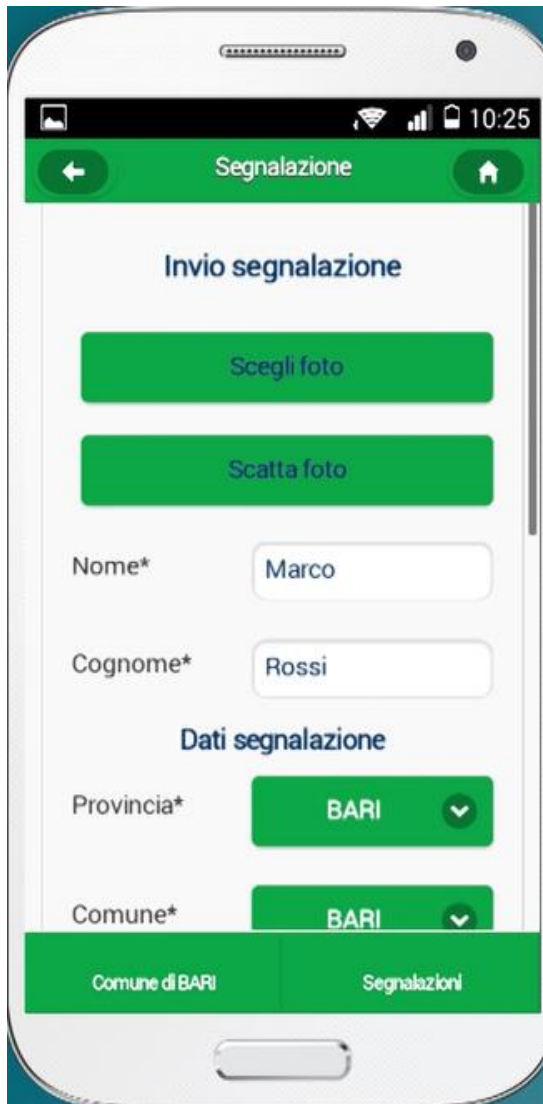 10:25
Segnalazione
Invio segnalazione
Scegli foto
Scatta foto
Nome* Marco
Cognome* Rossi
Dati segnalazione
Provincia* BARI
Comune* BARI
Comune di BARI Segnalazioni